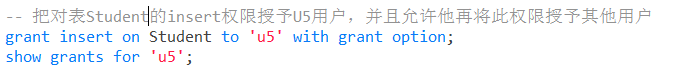 -- 把对表Student的insert权限授予U5用户，并且允许他再将此权限授予其他用户
grant insert on Student to 'u5' with grant option;
show grants for 'u5';